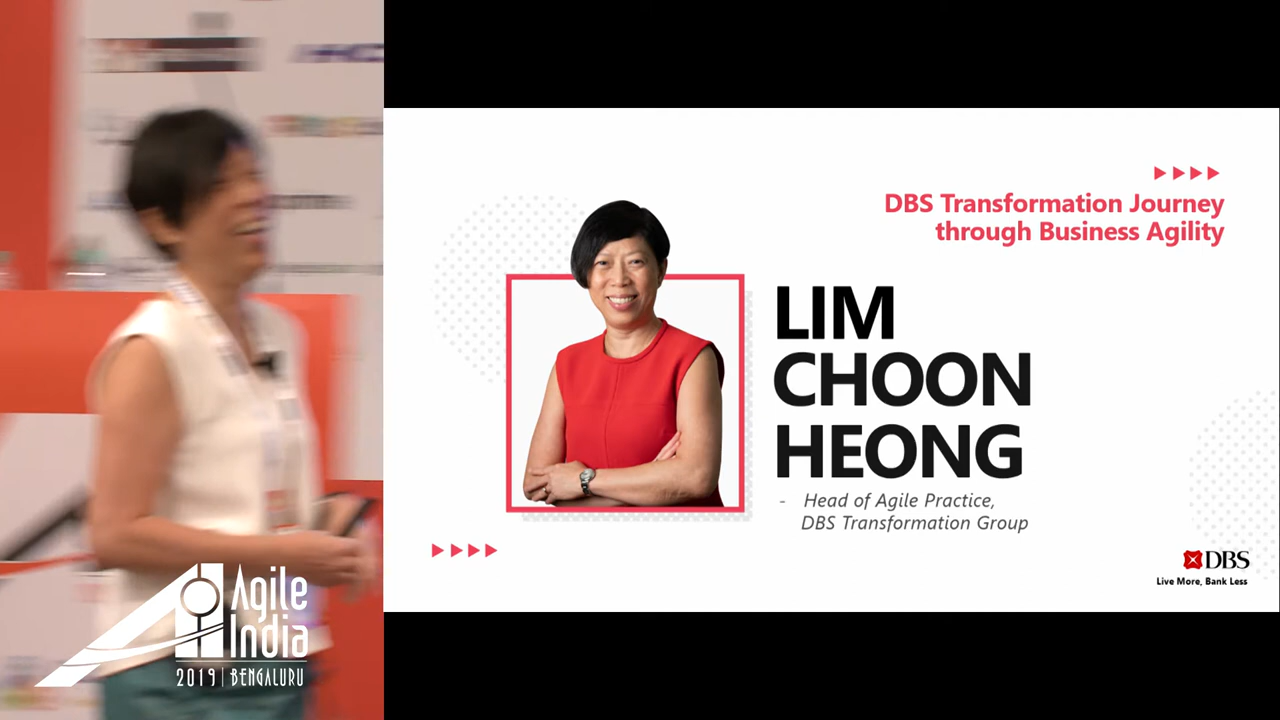 DBS Transformation Journey
through Business Agility
LIM
CHOON
HEONG
- Head of Agile Practice,
DBS Transformation Group
DBS
Live More, Bank Less
Agile
India
2019 | BENGALURU